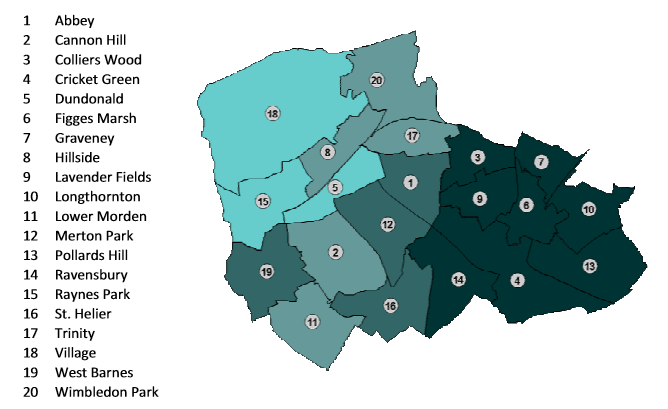 1 Abbey
2 Cannon Hill
3 Colliers Wood
4 Cricket Green
5 Dundonald
6 Figges Marsh
7 Graveney
8 Hillside
9 Lavender Fields
10 Longthornton
11 Lower Morden
12 Merton Park
13 Pollards Hill
14 Ravensbury
15 Raynes Park
16 St. Helier
17 Trinity
18 Village
19 West Barnes
20 Wimbledon Park
20
18
17
8
3
7
1
5
9
15
6
10
12
2
13
19
14
4
16
11